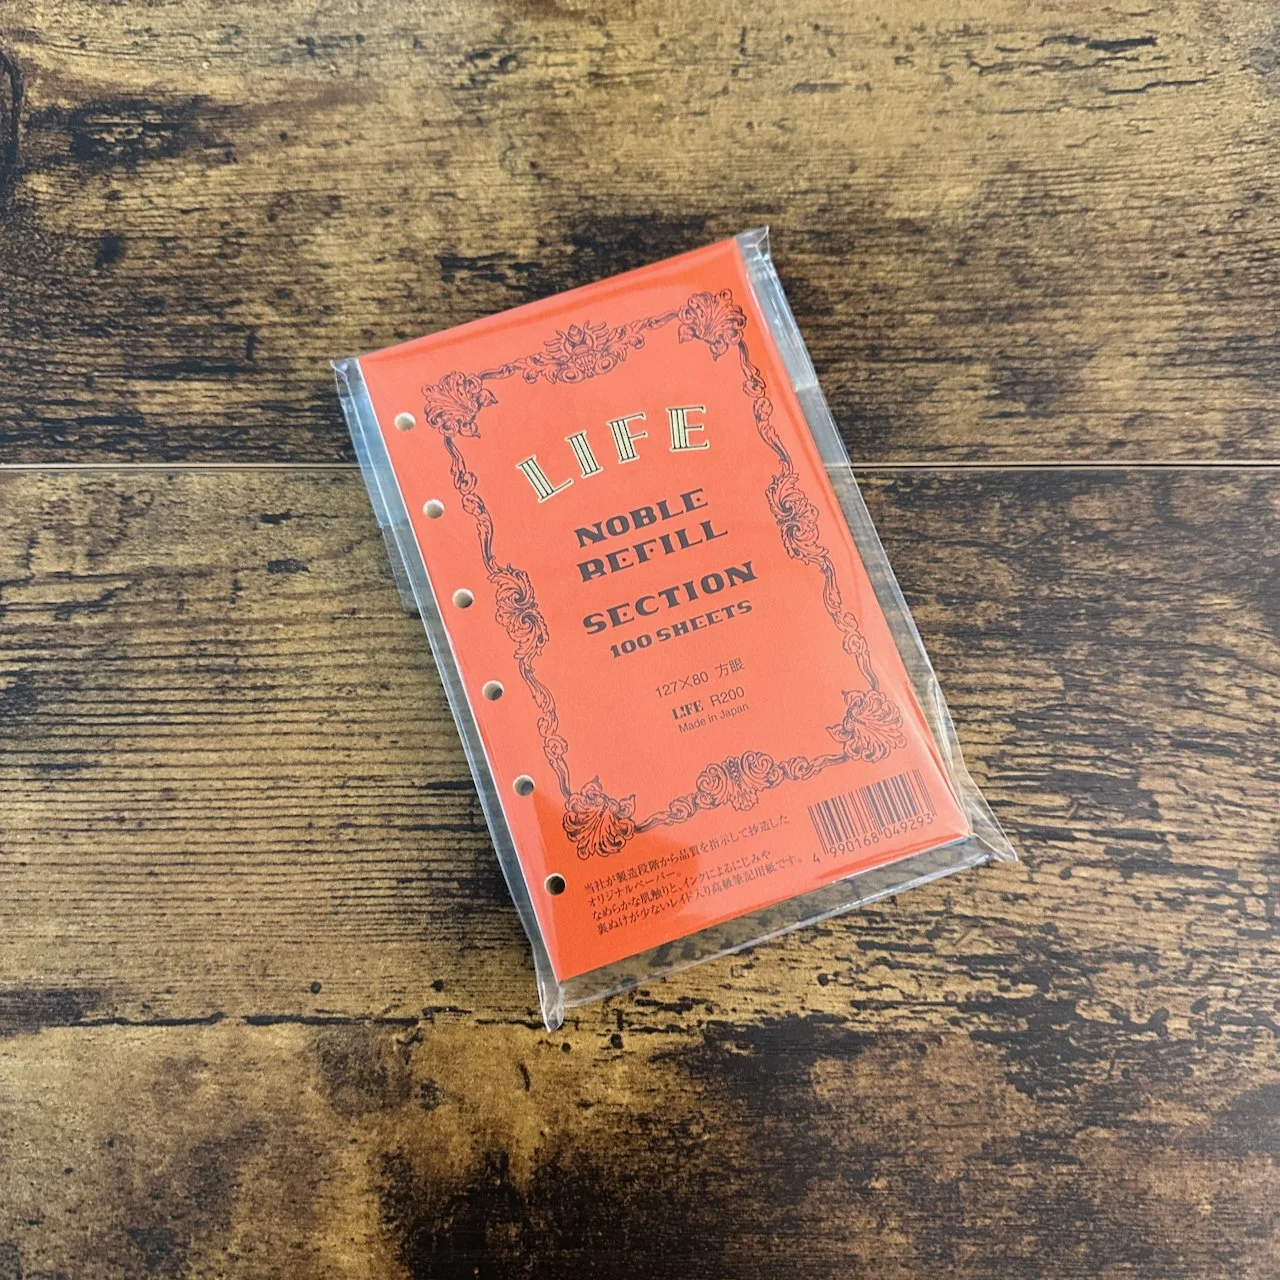 LIFE
NOBLE
REFILL
SECTION
100 SHEETS
127×80 方眼
LIFE R200
Made in Japan
当社が製造段階から品質を指示して抄造した
オリジナルペーパー。
なめらかな肌触りと、インクによるにじみや
裏ぬけが少ないレイド入り高級筆記用紙です。
4 990168 049293